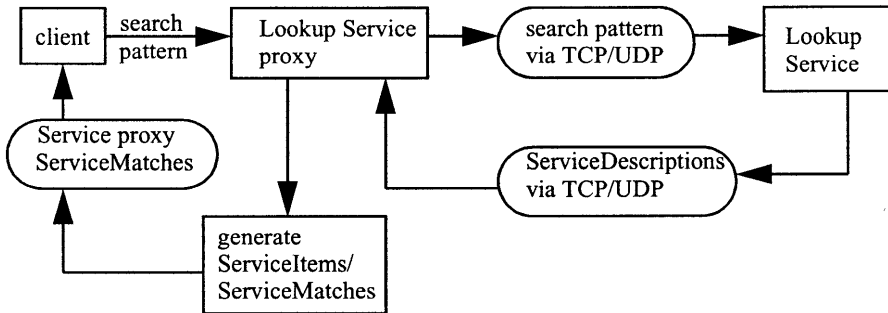 client
search
pattern
Lookup Service
proxy
search pattern
via TCP/UDP
Lookup
Service
Service proxy
ServiceMatches
ServiceDescriptions
via TCP/UDP
generate
ServiceItems/
ServiceMatches